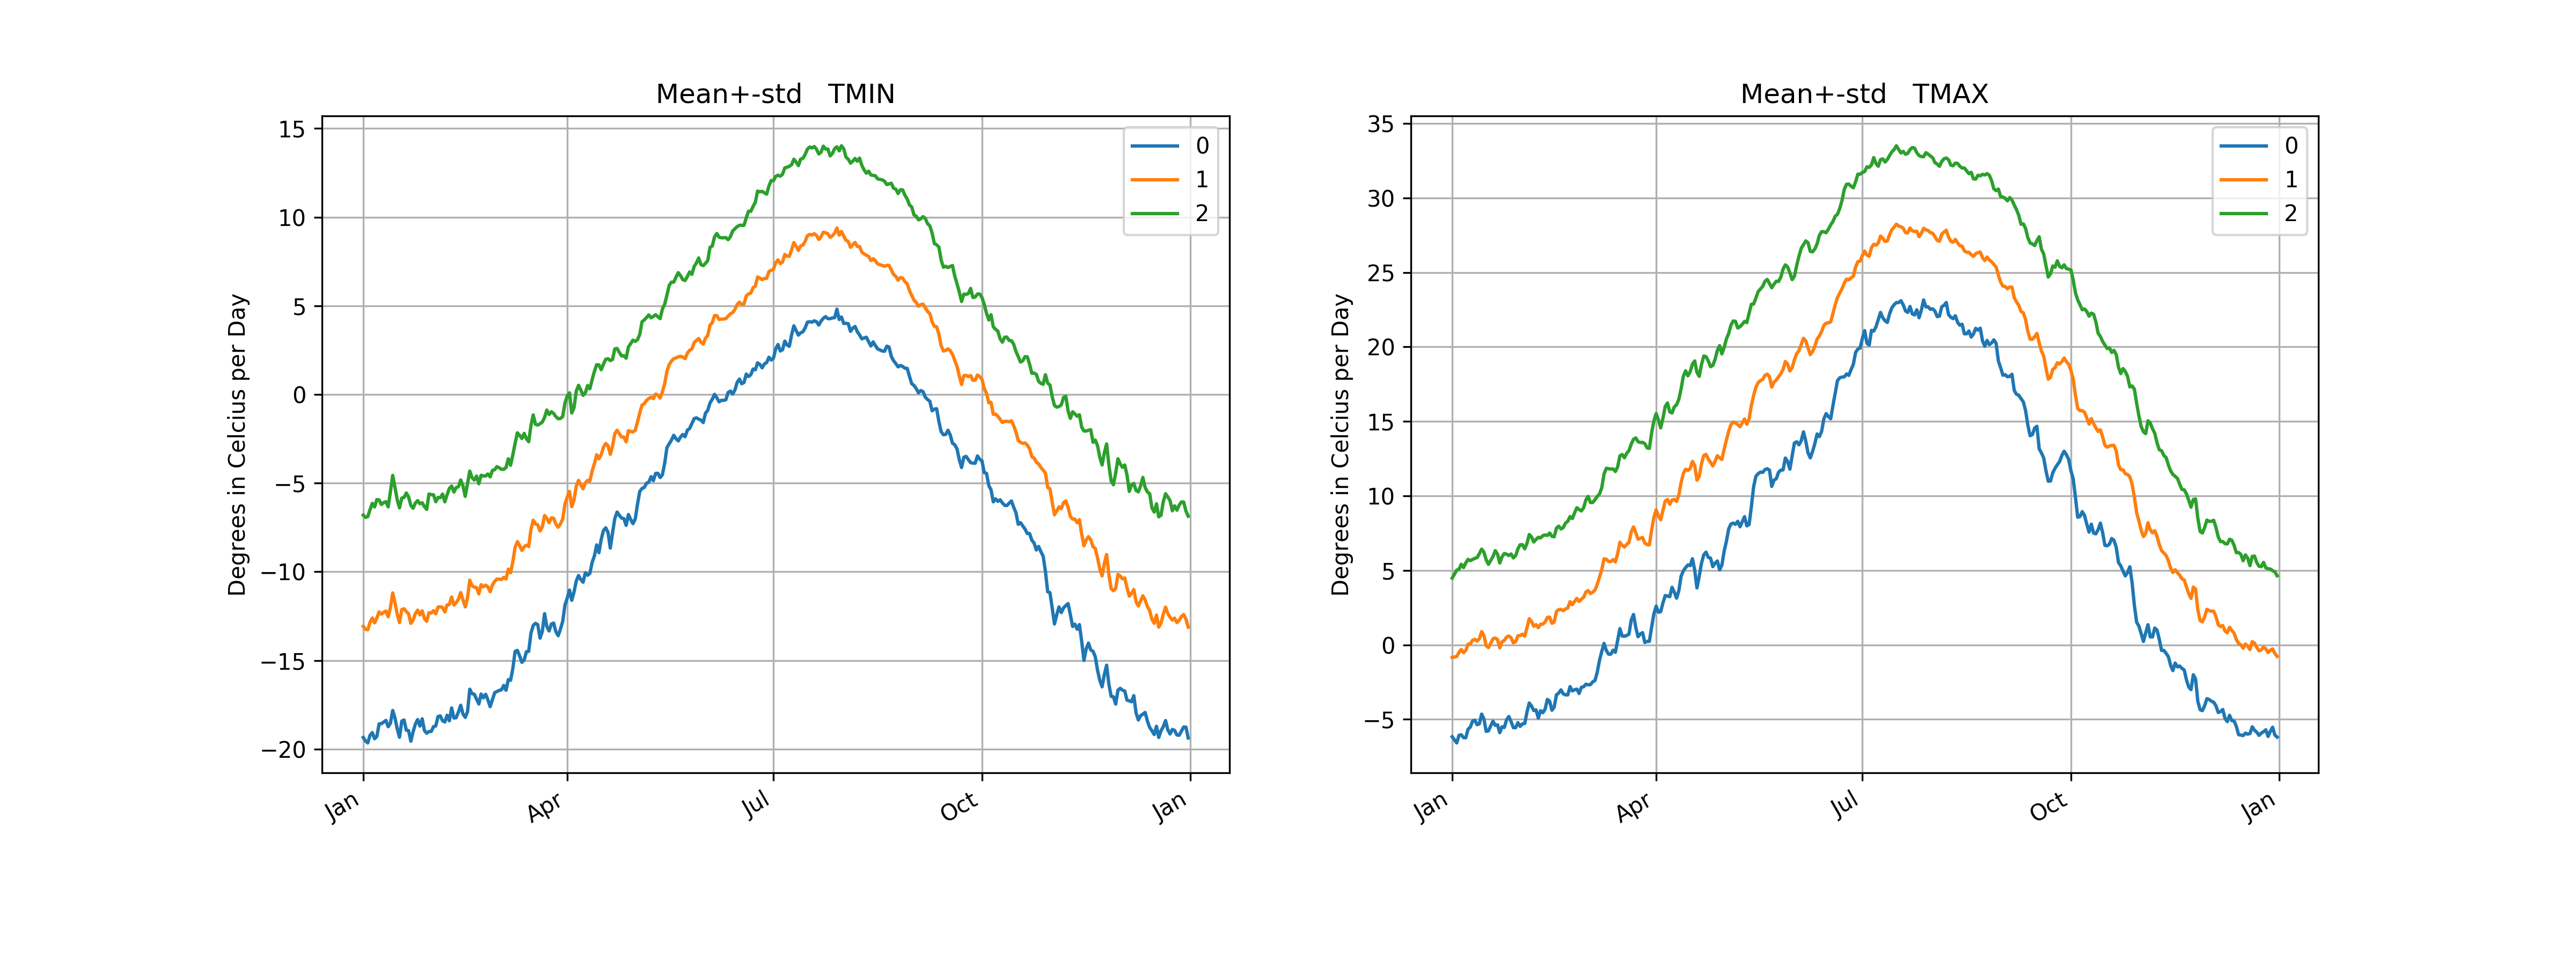 Mean+-std   TMIN
Degrees in Celcius per Day
15
10
5
0
−5
−10
−15
−20
Jan
Apr
Jul
Oct
Jan
0
1
2
Mean+-std   TMAX
Degrees in Celcius per Day
35
30
25
20
15
10
5
0
−5
Jan
Apr
Jul
Oct
Jan
0
1
2